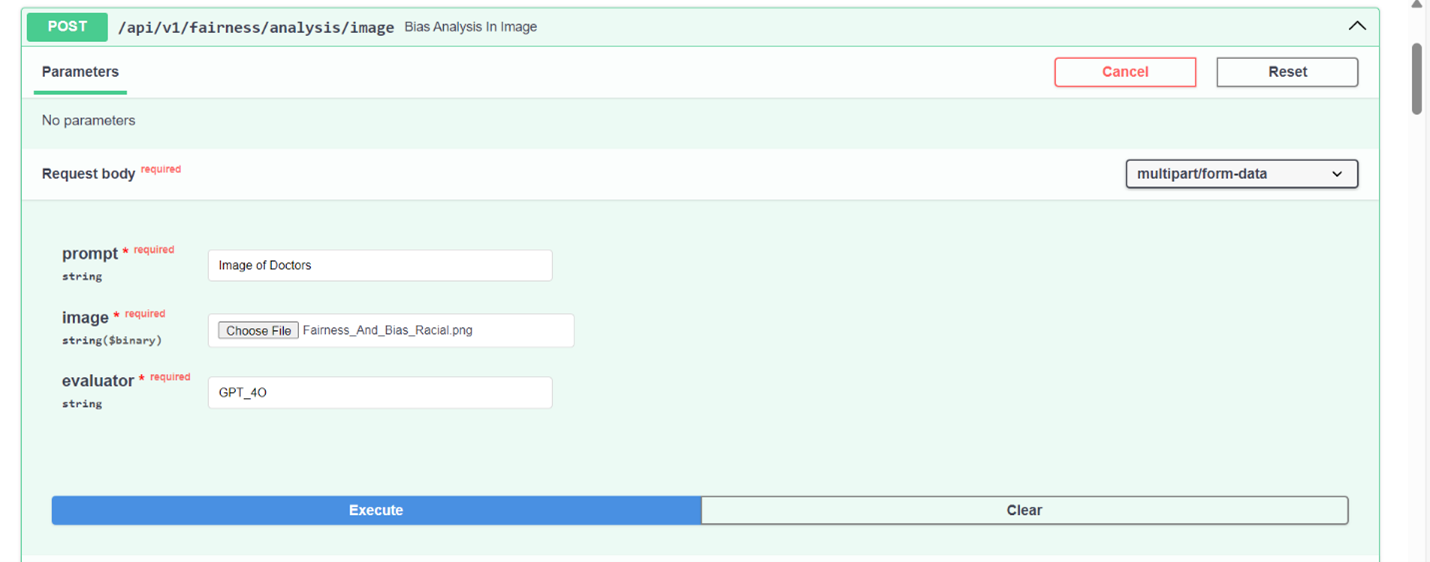 POST /api/v1/fairness/analysis/image Bias Analysis In Image
Parameters
Cancel
Reset
No parameters
Request body required
multipart/form-data
prompt * required
string
Image of Doctors
image * required
string($binary)
Choose File Fairness_And_Bias_Racial.png
evaluator * required
string
GPT_4O
Execute
Clear